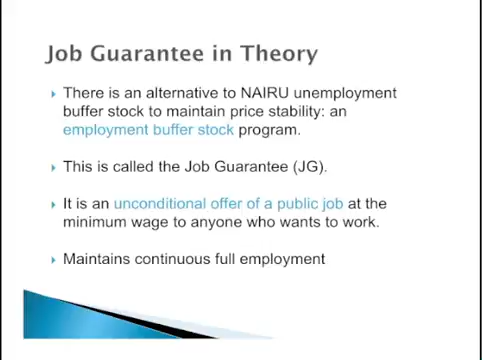 Job Guarantee in Theory
There is an alternative to NAIRU unemployment
buffer stock to maintain price stability: an
employment buffer stock program.
This is called the Job Guarantee (JG).
It is an unconditional offer of a public job at the
minimum wage to anyone who wants to work.
Maintains continuous full employment